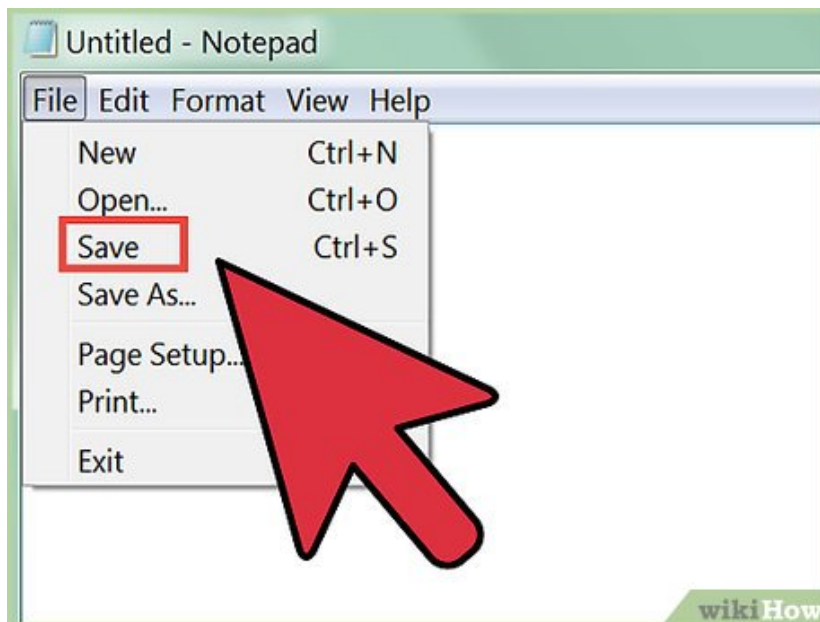 Untitled - Notepad
File Edit Format View Help
New Ctrl+N
Open... Ctrl+O
Save Ctrl+S
Save As...
Page Setup...
Print...
Exit
wikiHow